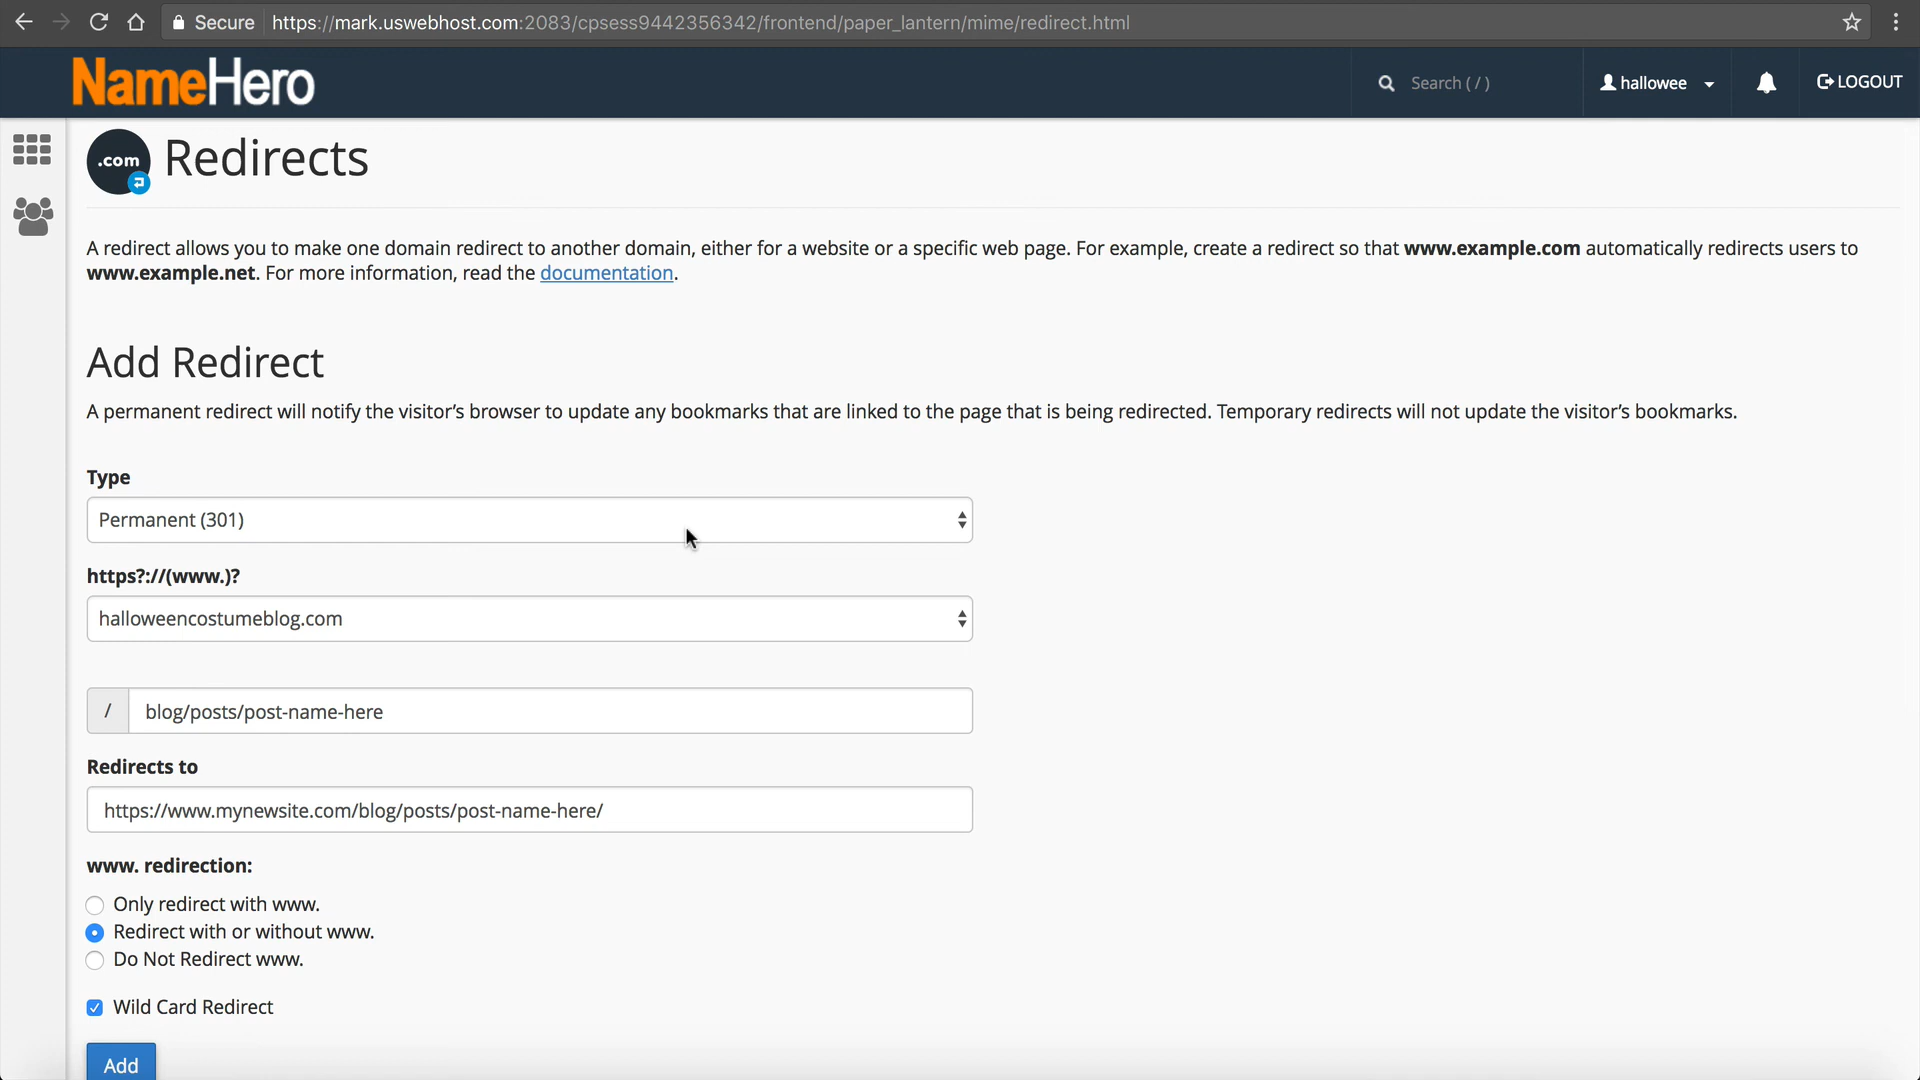 Secure https://mark.uswebhost.com:2083/cpsess9442356342/frontend/paper_lantern/mime/redirect.html
NameHero
Search ( / )
hallowee
LOGOUT
.com
Redirects
A redirect allows you to make one domain redirect to another domain, either for a website or a specific web page. For example, create a redirect so that www.example.com automatically redirects users to
www.example.net. For more information, read the documentation.
Add Redirect
A permanent redirect will notify the visitor’s browser to update any bookmarks that are linked to the page that is being redirected. Temporary redirects will not update the visitor’s bookmarks.
Type
Permanent (301)
https?://(www.)?
halloweencostumeblog.com
/ blog/posts/post-name-here
Redirects to
https://www.mynewsite.com/blog/posts/post-name-here/
www. redirection:
Only redirect with www.
Redirect with or without www.
Do Not Redirect www.
Wild Card Redirect
Add